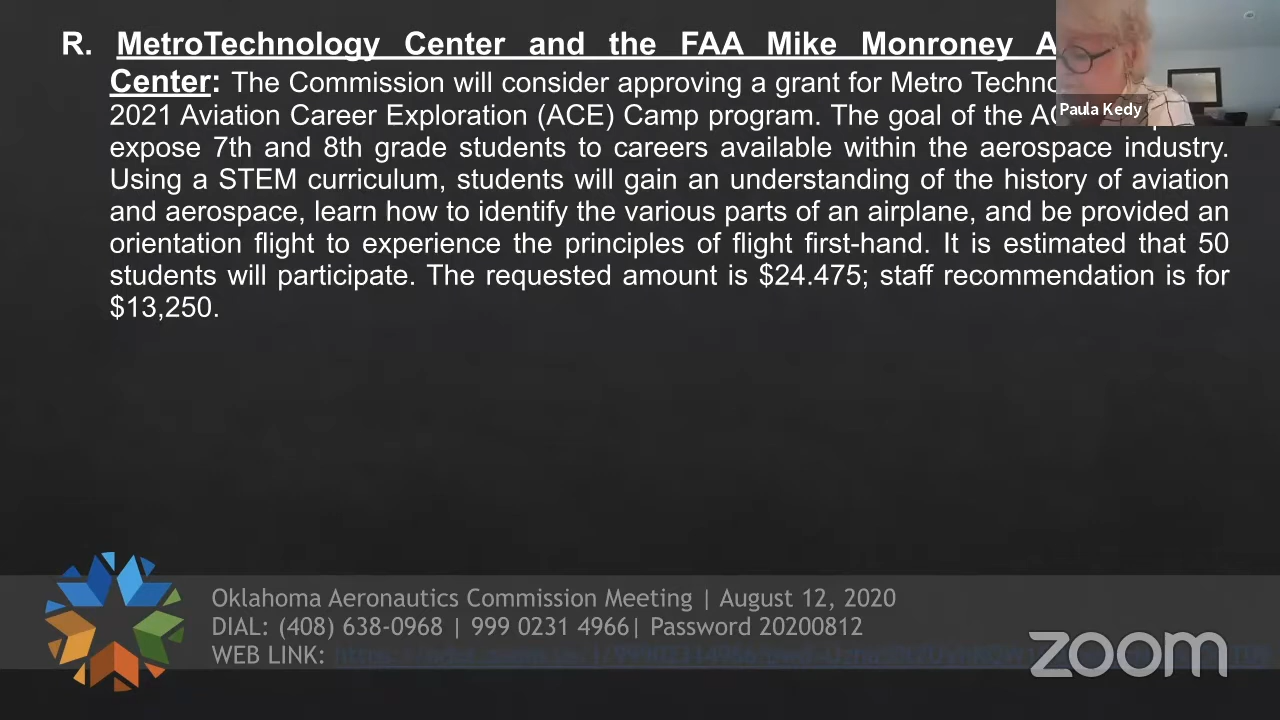 R. MetroTechnology Center and the FAA Mike Monroney
Center: The Commission will consider approving a grant for Metro
2021 Aviation Career Exploration (ACE) Camp program. The goal of the
expose 7th and 8th grade students to careers available within the aerospace industry.
Using a STEM curriculum, students will gain an understanding of the history of aviation
and aerospace, learn how to identify the various parts of an airplane, and be provided an
orientation flight to experience the principles of flight first-hand. It is estimated that 50
students will participate. The requested amount is $24.475; staff recommendation is for
$13,250.
Paula Kedy
Oklahoma Aeronautics Commission Meeting | August 12, 2020
DIAL: (408) 638-0968 | 999 0231 4966| Password 20200812
WEB LINK:
zoom